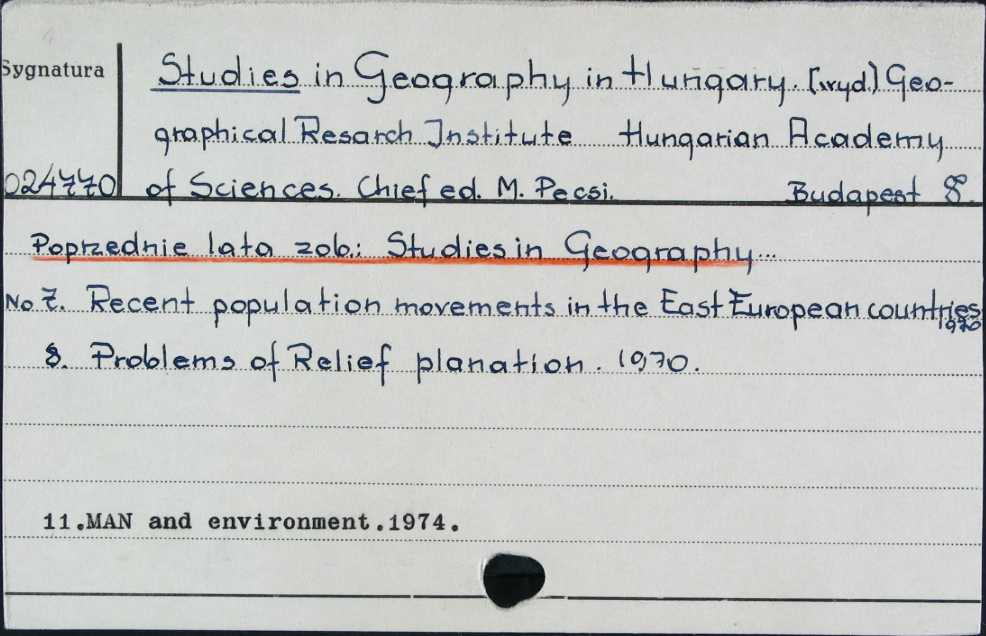 Sygnatura
Studies in Geography in Hungary. [wyd.] Geo-
graphical Resarch Institute Hungarian Academy
024770 of Sciences. Chief ed. M. Pecsi. Budapest 8.
Poprzednie lata zob.: Studies in Geography...
No 7. Recent population movements in the East European countries
1970
8. Problems of Relief planation. 1970.
11.MAN and environment.1974.